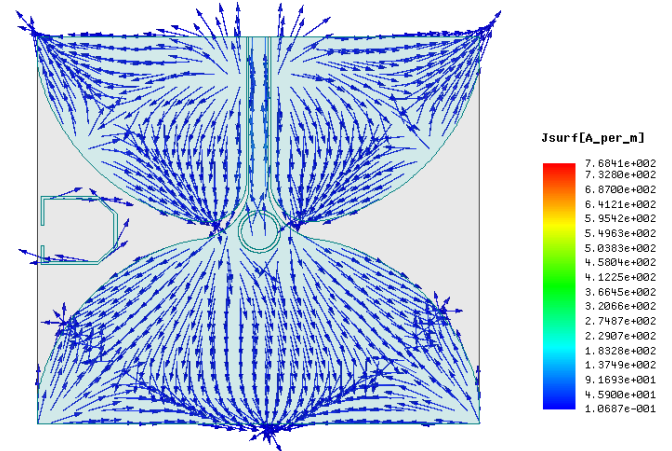 Jsurf[A_per_m]
7.6841e+002
7.3280e+002
6.8700e+002
6.4121e+002
5.9542e+002
5.4963e+002
5.0383e+002
4.5804e+002
4.1225e+002
3.6645e+002
3.2066e+002
2.7487e+002
2.2907e+002
1.8328e+002
1.3749e+002
9.1693e+001
4.5900e+001
1.0687e-001